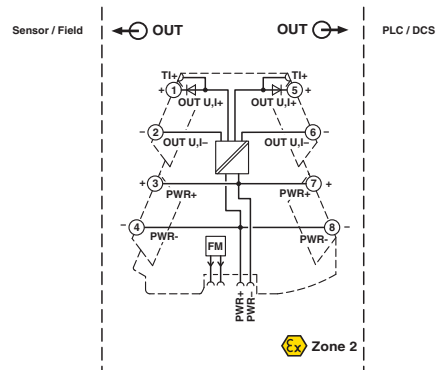 Sensor / Field
OUT
OUT
PLC / DCS
TI+
TI+
+ 1
5 +
OUT U,I+
OUT U,I+
– 2
6 –
OUT U,I–
OUT U,I–
+ 3
7 +
PWR+
PWR+
– 4
8 –
PWR-
PWR-
FM
PWR+
PWR–
Ex Zone 2